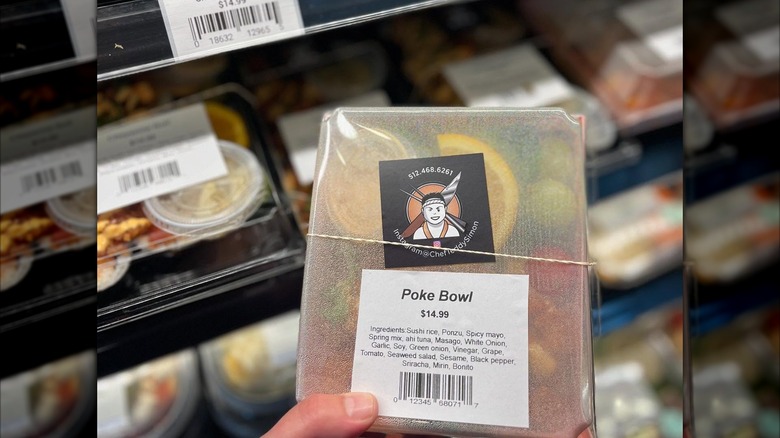 $14.99
0 18632 12965
512.468.6261
Instagram@ChefTeddySimon
Poke Bowl
$14.99
Ingredients:Sushi rice, Ponzu, Spicy mayo,
Spring mix, ahi tuna, Masago, White Onion
Garlic, Soy, Green onion, Vinegar, Grape,
Tomato, Seaweed salad, Sesame, Black pepper,
Sriracha, Mirin, Bonito
0 12345 68071 7